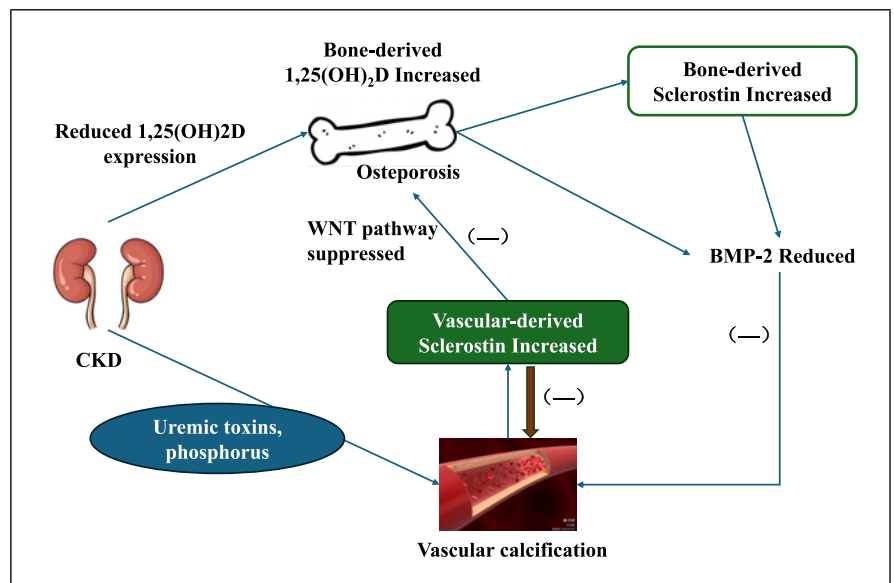 Bone-derived
1,25(OH)₂D Increased
Bone-derived
Sclerostin Increased
Reduced 1,25(OH)2D
expression
Osteporosis
WNT pathway
suppressed
(—)
BMP-2 Reduced
Vascular-derived
Sclerostin Increased
(—)
CKD
(—)
Uremic toxins,
phosphorus
Vascular calcification